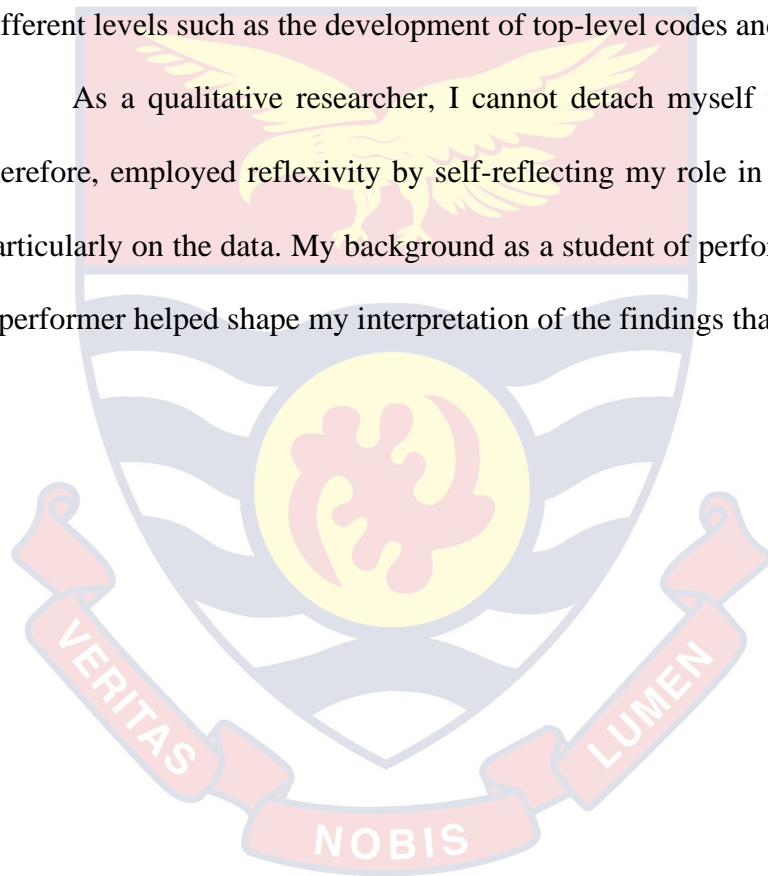 ifferent levels such as the development of top-level codes and
As a qualitative researcher, I cannot detach myself
erefore, employed reflexivity by self-reflecting my role in
articularly on the data. My background as a student of perfor
performer helped shape my interpretation of the findings tha
VERITAS
NOBIS
LUMEN